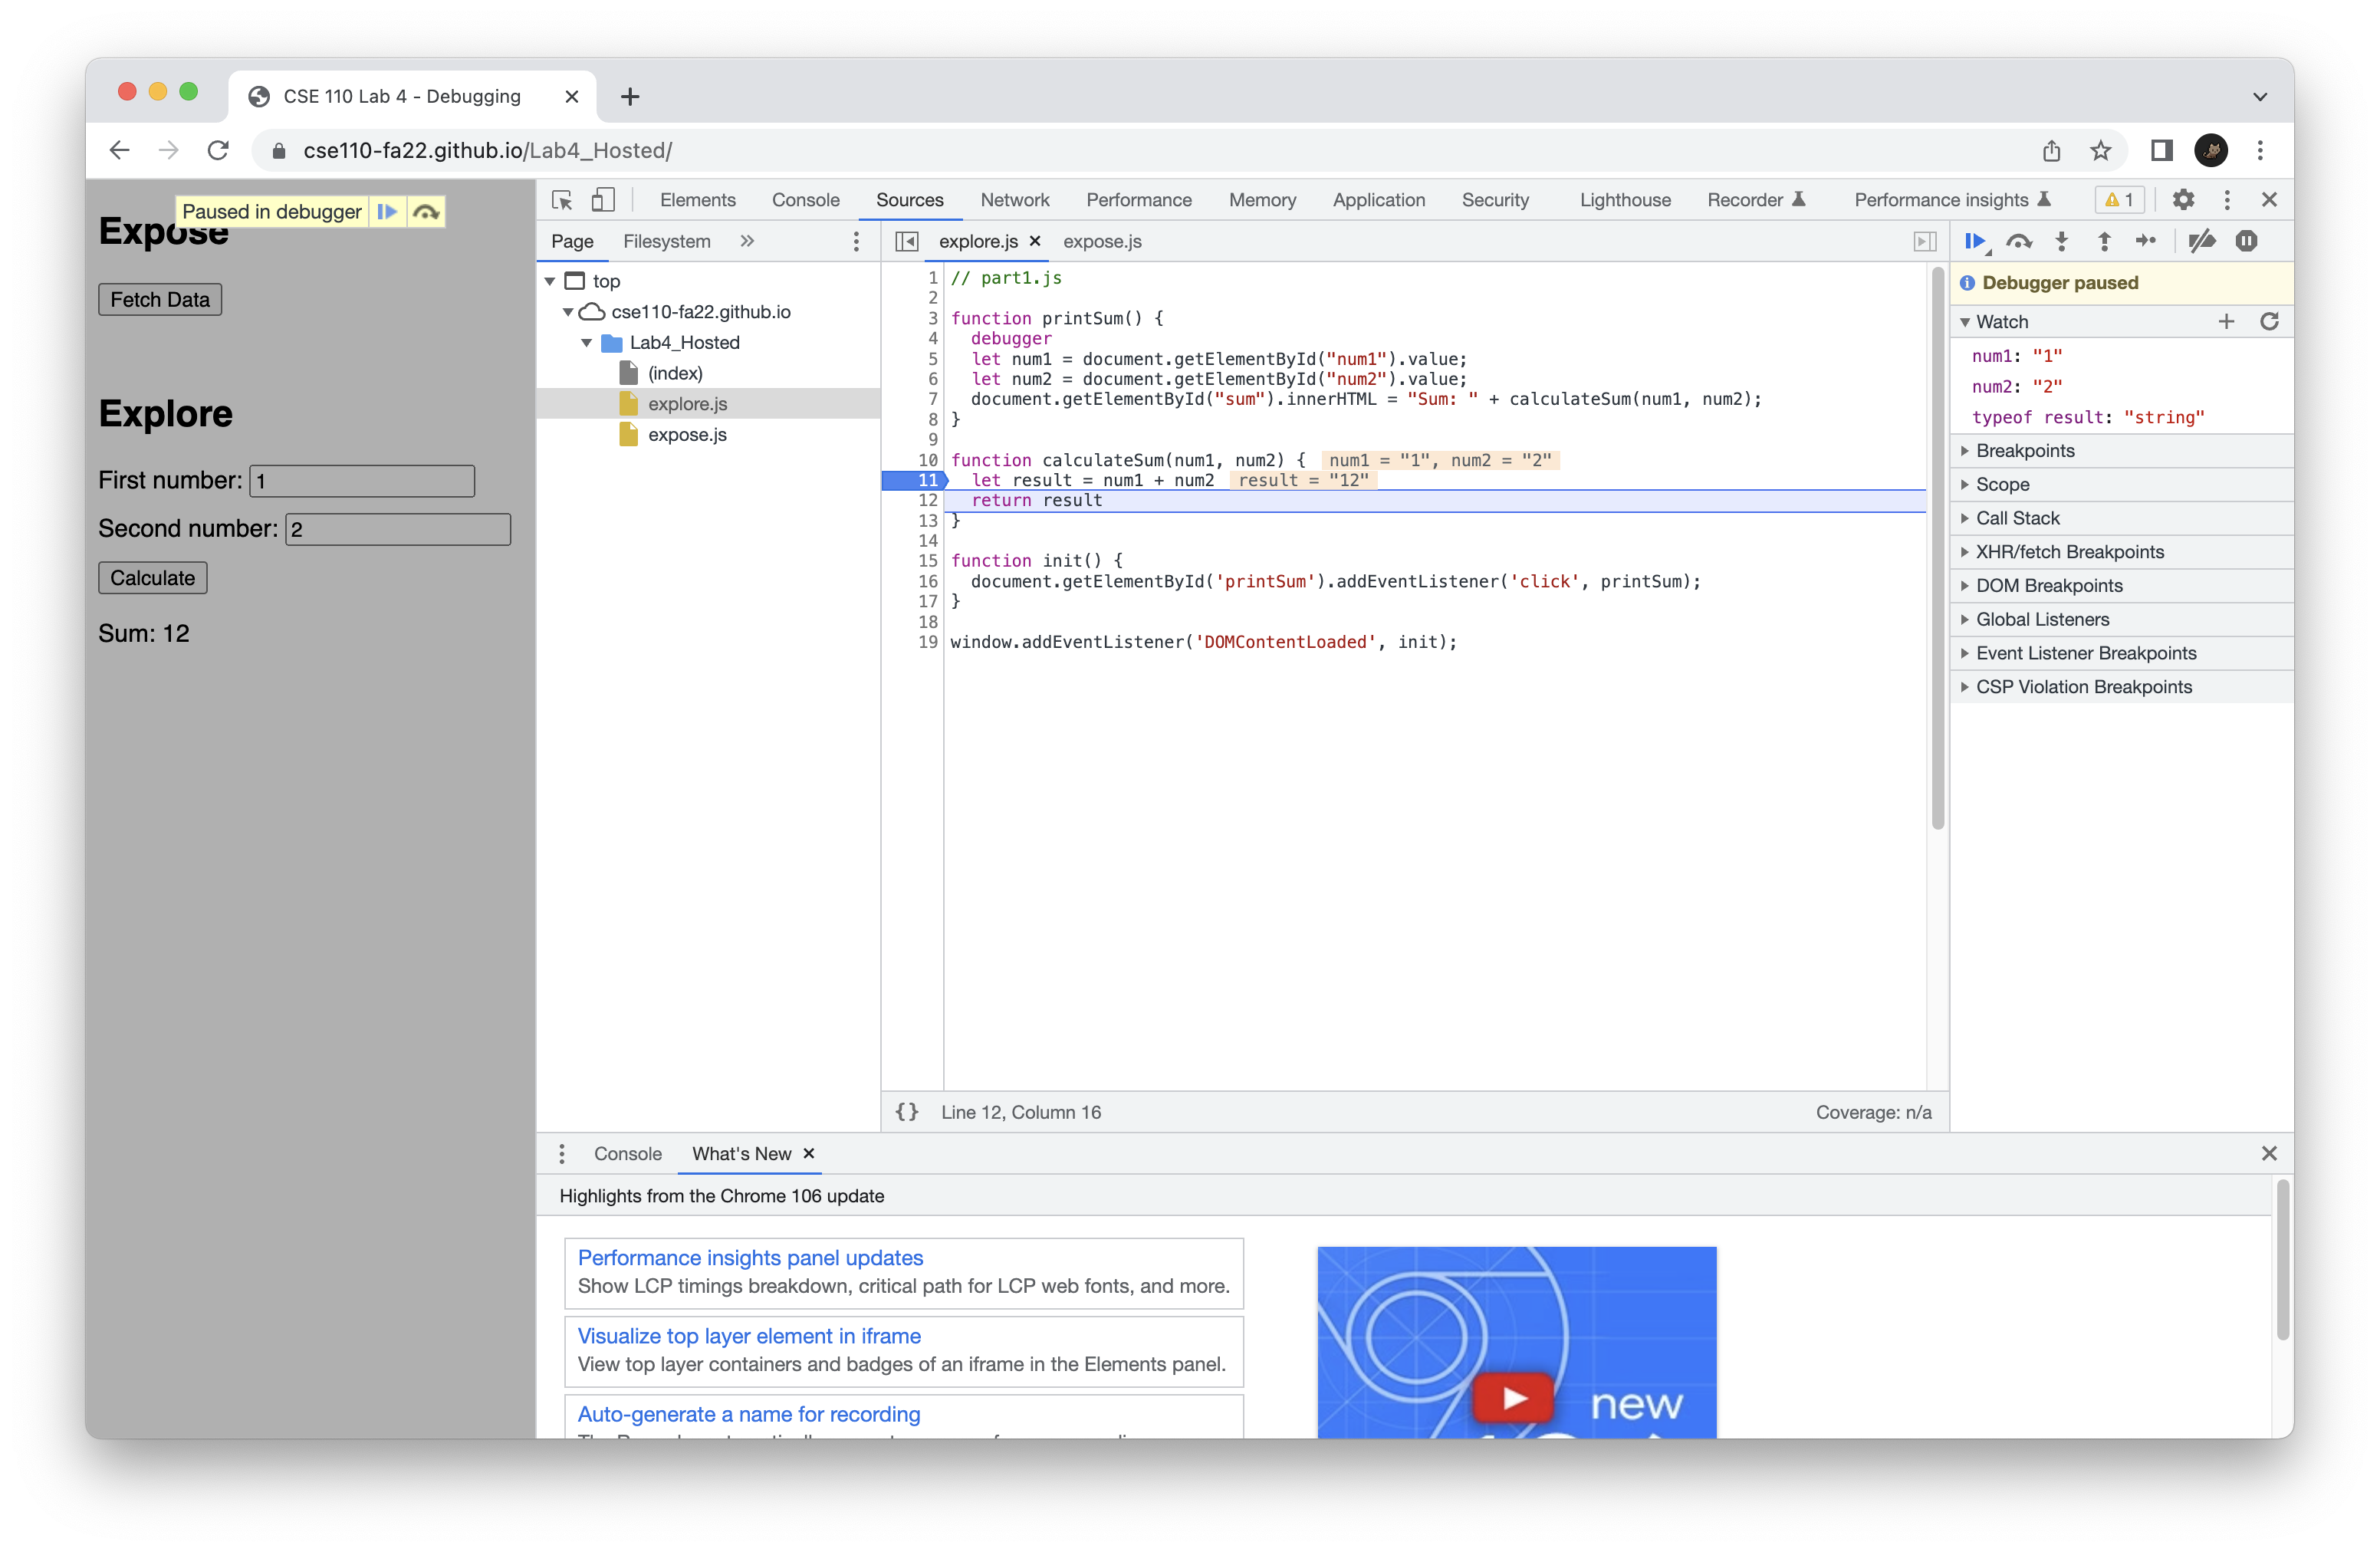 CSE 110 Lab 4 - Debugging
cse110-fa22.github.io/Lab4_Hosted/
Paused in debugger
Expose
Fetch Data
Explore
First number: 1
Second number: 2
Calculate
Sum: 12
Elements Console Sources Network Performance Memory Application Security Lighthouse Recorder Performance insights 1
Page Filesystem
top
cse110-fa22.github.io
Lab4_Hosted
(index)
explore.js
expose.js
explore.js expose.js
1 // part1.js
2
3 function printSum() {
4 debugger
5 let num1 = document.getElementById("num1").value;
6 let num2 = document.getElementById("num2").value;
7 document.getElementById("sum").innerHTML = "Sum: " + calculateSum(num1, num2);
8 }
9
10 function calculateSum(num1, num2) { num1 = "1", num2 = "2"
11 let result = num1 + num2 result = "12"
12 return result
13 }
14
15 function init() {
16 document.getElementById('printSum').addEventListener('click', printSum);
17 }
18
19 window.addEventListener('DOMContentLoaded', init);
{} Line 12, Column 16 Coverage: n/a
Debugger paused
Watch
num1: "1"
num2: "2"
typeof result: "string"
Breakpoints
Scope
Call Stack
XHR/fetch Breakpoints
DOM Breakpoints
Global Listeners
Event Listener Breakpoints
CSP Violation Breakpoints
Console What's New
Highlights from the Chrome 106 update
Performance insights panel updates
Show LCP timings breakdown, critical path for LCP web fonts, and more.
Visualize top layer element in iframe
View top layer containers and badges of an iframe in the Elements panel.
Auto-generate a name for recording
new